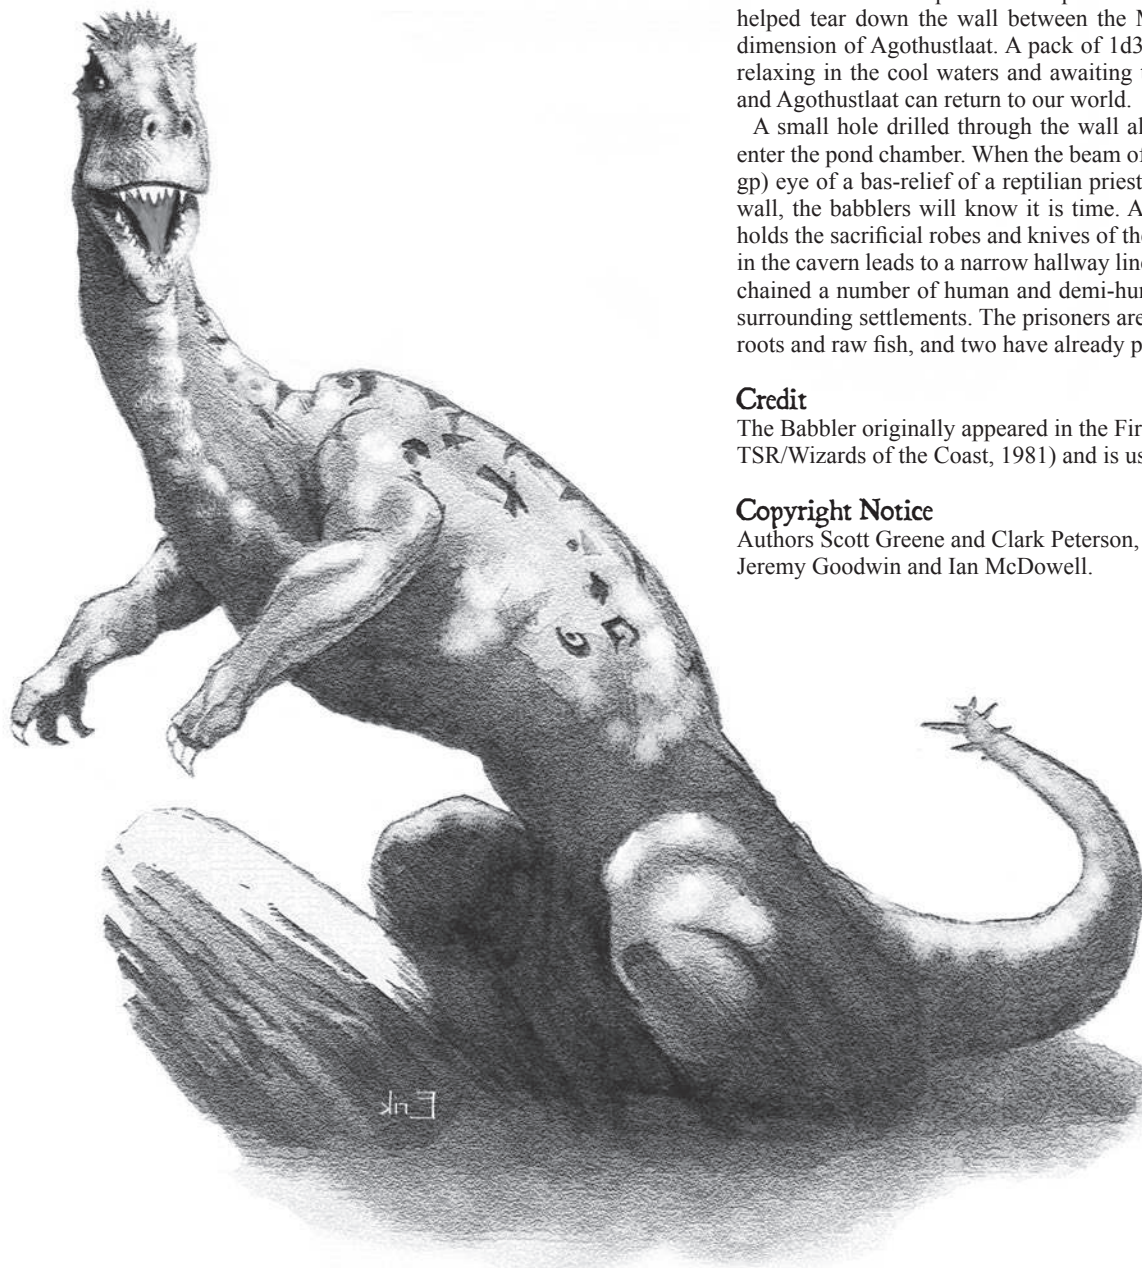 helped tear down the wall between the M
dimension of Agothustlaat. A pack of 1d3
relaxing in the cool waters and awaiting t
and Agothustlaat can return to our world.
A small hole drilled through the wall al
enter the pond chamber. When the beam of
gp) eye of a bas-relief of a reptilian priest
wall, the babblers will know it is time. A
holds the sacrificial robes and knives of the
in the cavern leads to a narrow hallway line
chained a number of human and demi-hum
surrounding settlements. The prisoners are
roots and raw fish, and two have already p
Credit
The Babbler originally appeared in the Fir
TSR/Wizards of the Coast, 1981) and is us
Copyright Notice
Authors Scott Greene and Clark Peterson,
Jeremy Goodwin and Ian McDowell.
Erik